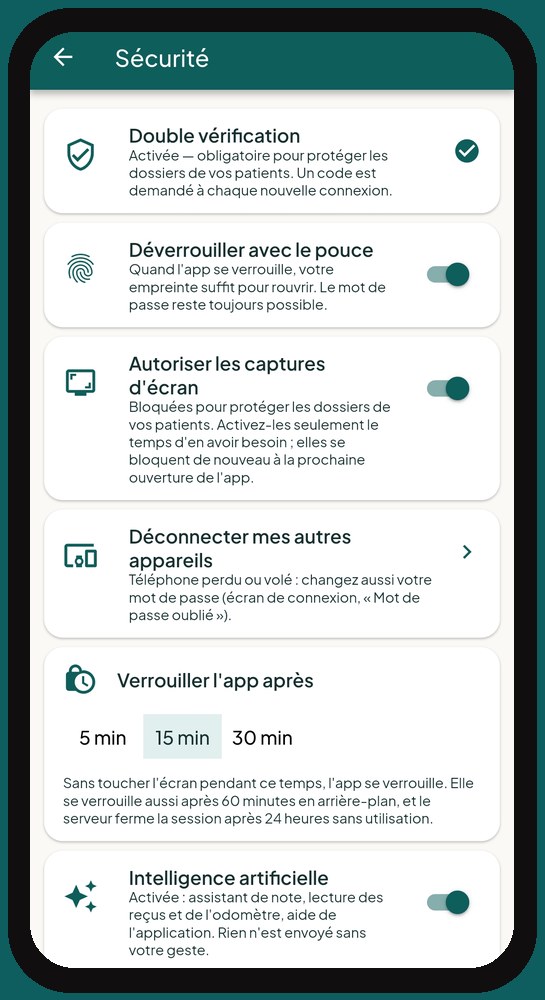 Sécurité
Double vérification
Activée — obligatoire pour protéger les
dossiers de vos patients. Un code est
demandé à chaque nouvelle connexion.
Déverrouiller avec le pouce
Quand l'app se verrouille, votre
empreinte suffit pour rouvrir. Le mot de
passe reste toujours possible.
Autoriser les captures
d'écran
Bloquées pour protéger les dossiers de
vos patients. Activez-les seulement le
temps d'en avoir besoin ; elles se
bloquent de nouveau à la prochaine
ouverture de l'app.
Déconnecter mes autres
appareils
Téléphone perdu ou volé : changez aussi votre
mot de passe (écran de connexion, « Mot de
passe oublié »).
Verrouiller l'app après
5 min 15 min 30 min
Sans toucher l'écran pendant ce temps, l'app se verrouille. Elle
se verrouille aussi après 60 minutes en arrière-plan, et le
serveur ferme la session après 24 heures sans utilisation.
Intelligence artificielle
Activée : assistant de note, lecture des
reçus et de l'odomètre, aide de
l'application. Rien n'est envoyé sans
votre geste.